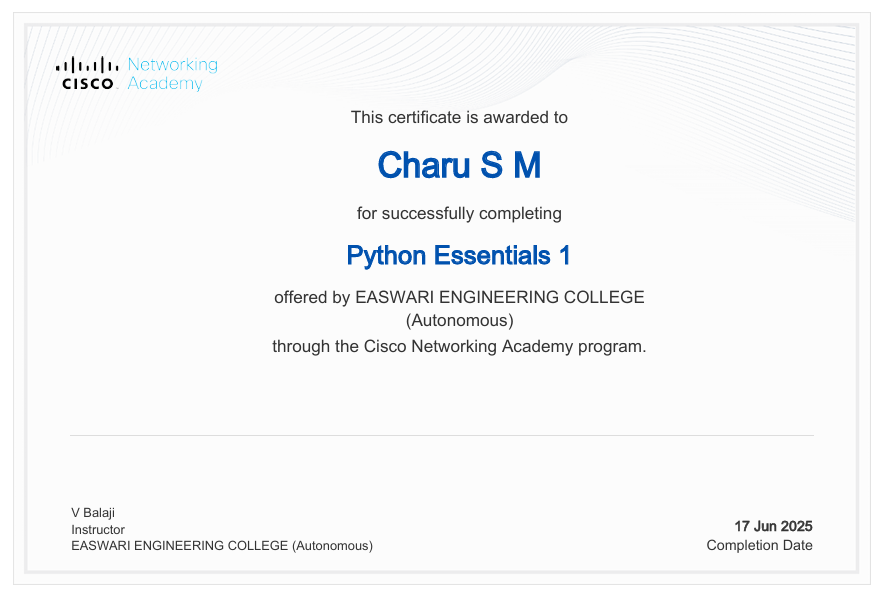 CISCO Networking Academy
This certificate is awarded to
Charu S M
for successfully completing
Python Essentials 1
offered by EASWARI ENGINEERING COLLEGE
(Autonomous)
through the Cisco Networking Academy program.
V Balaji
Instructor
EASWARI ENGINEERING COLLEGE (Autonomous)
17 Jun 2025
Completion Date